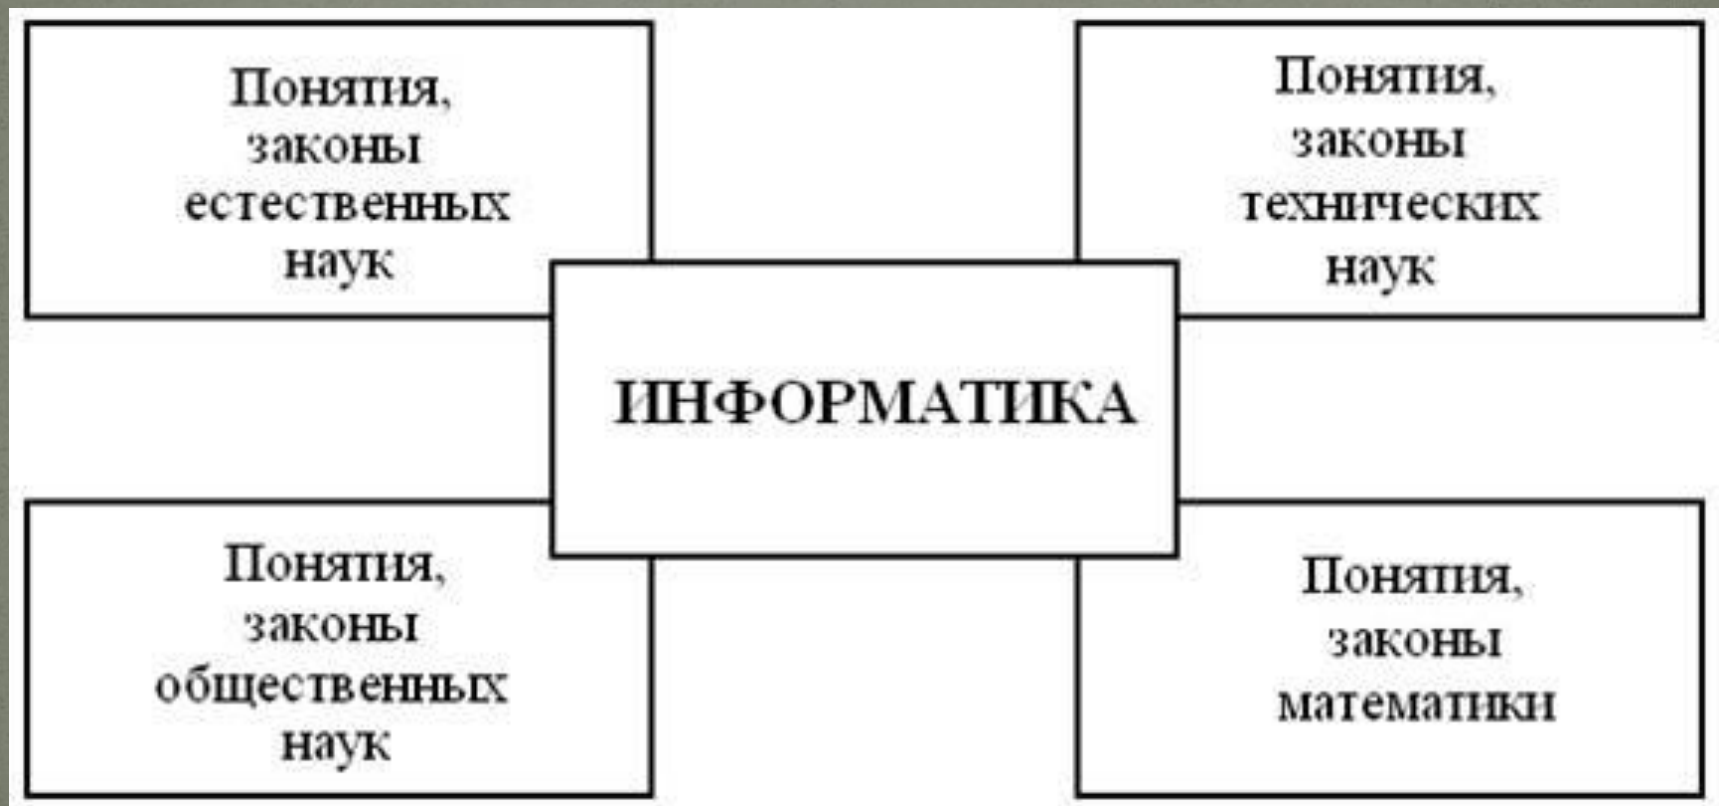 Понятия,
законы
естественных
наук
Понятия,
законы
технических
наук
ИНФОРМАТИКА
Понятия,
законы
общественных
наук
Понятия,
законы
математики